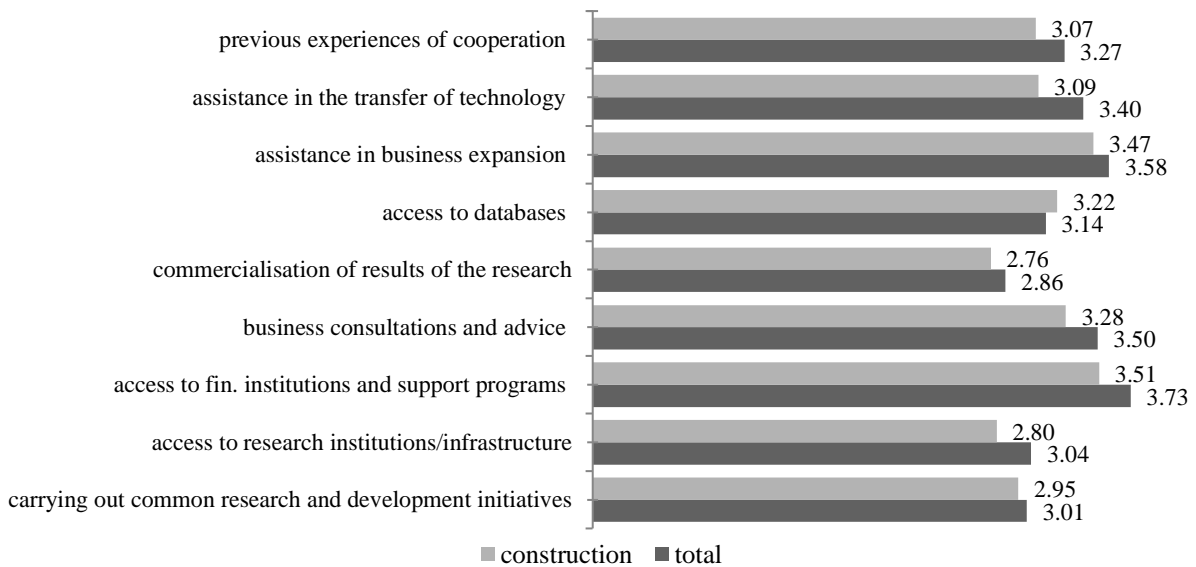 previous experiences of cooperation
3.07
3.27
assistance in the transfer of technology
3.09
3.40
assistance in business expansion
3.47
3.58
access to databases
3.22
3.14
commercialisation of results of the research
2.76
2.86
business consultations and advice
3.28
3.50
access to fin. institutions and support programs
3.51
3.73
access to research institutions/infrastructure
2.80
3.04
carrying out common research and development initiatives
2.95
3.01
construction total